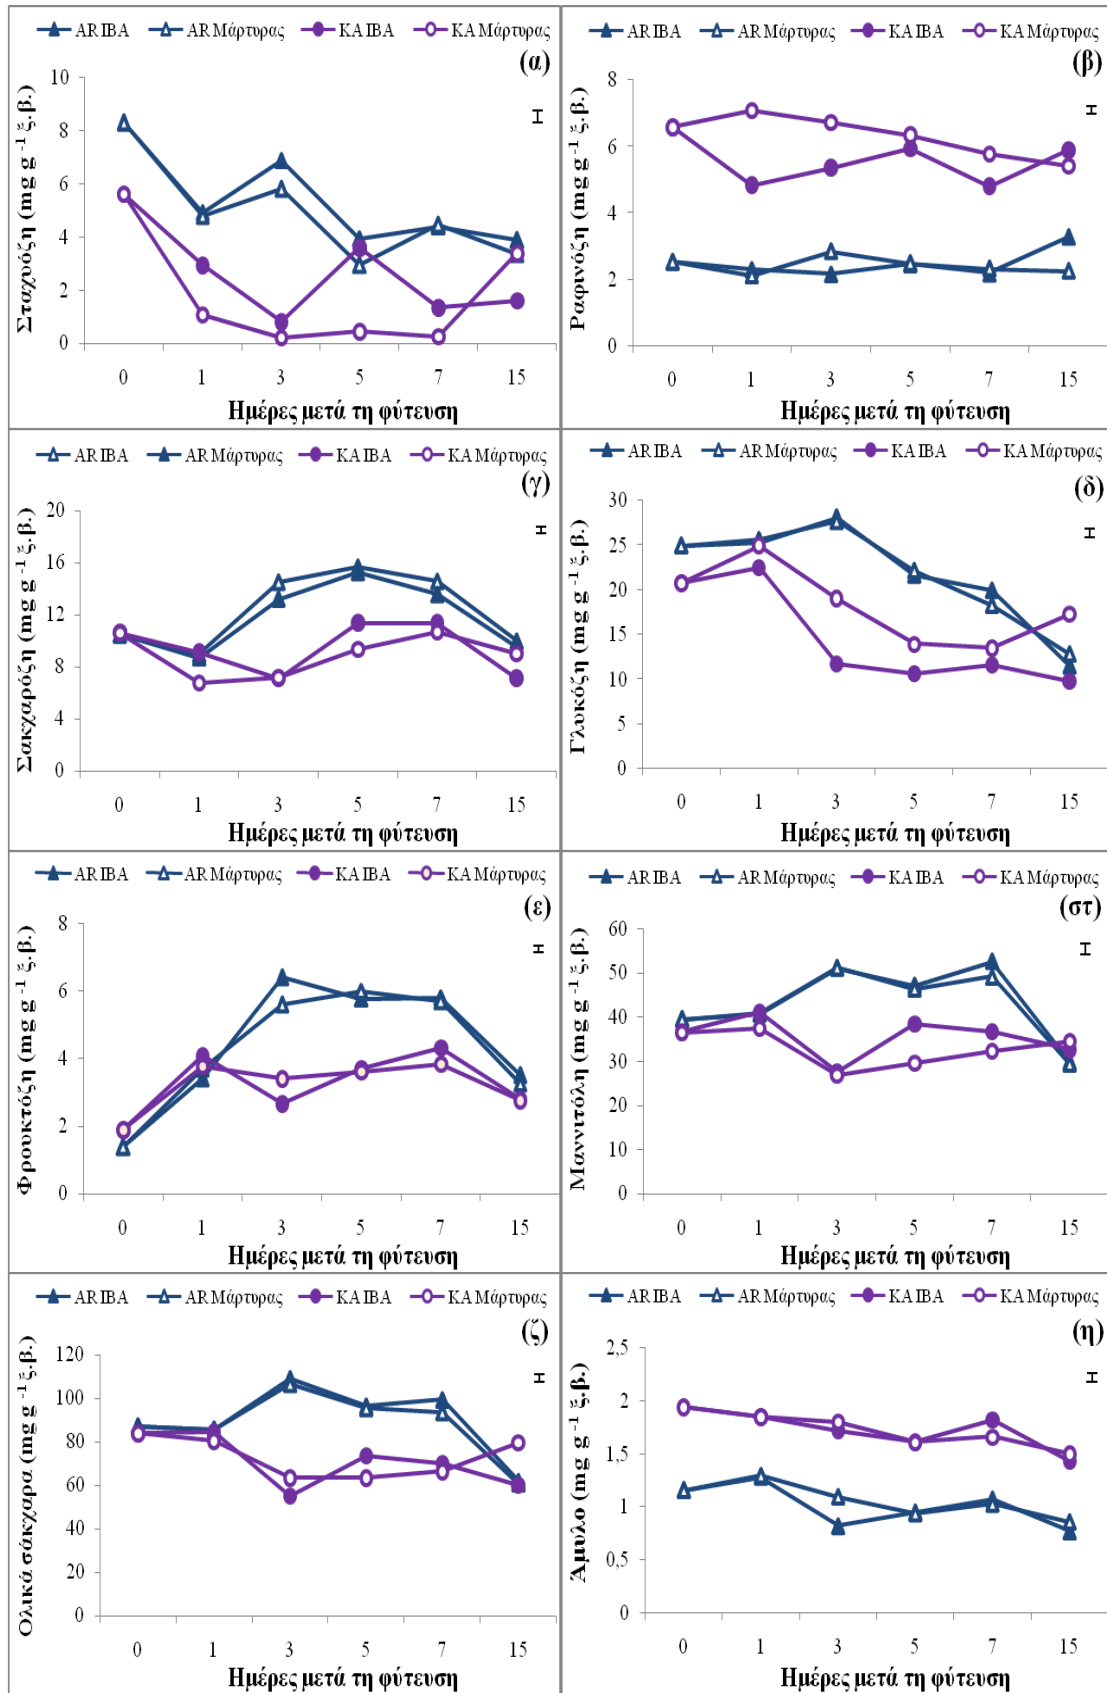 AR IBA AR Μάρτυρας KA IBA KA Μάρτυρας
(α)
Σταχυόζη (mg g -1 ξ.β.)
10
8
6
4
2
0
0 1 3 5 7 15
Ημέρες μετά τη φύτευση
AR IBA AR Μάρτυρας KA IBA KA Μάρτυρας
(β)
Ραφινόζη (mg g -1 ξ.β.)
8
6
4
2
0
0 1 3 5 7 15
Ημέρες μετά τη φύτευση
AR IBA AR Μάρτυρας KA IBA KA Μάρτυρας
(γ)
Σακχαρόζη (mg g -1 ξ.β.)
20
16
12
8
4
0
0 1 3 5 7 15
Ημέρες μετά τη φύτευση
AR IBA AR Μάρτυρας KA IBA KA Μάρτυρας
(δ)
Γλυκόζη (mg g -1 ξ.β.)
30
25
20
15
10
5
0
0 1 3 5 7 15
Ημέρες μετά τη φύτευση
AR IBA AR Μάρτυρας KA IBA KA Μάρτυρας
(ε)
Φρουκτόζη (mg g -1 ξ.β.)
8
6
4
2
0
0 1 3 5 7 15
Ημέρες μετά τη φύτευση
AR IBA AR Μάρτυρας KA IBA KA Μάρτυρας
(στ)
Μαννιτόλη (mg g -1 ξ.β.)
60
50
40
30
20
10
0
0 1 3 5 7 15
Ημέρες μετά τη φύτευση
AR IBA AR Μάρτυρας KA IBA KA Μάρτυρας
(ζ)
Ολικά σάκχαρα (mg g -1 ξ.β.)
120
100
80
60
40
20
0
0 1 3 5 7 15
Ημέρες μετά τη φύτευση
AR IBA AR Μάρτυρας KA IBA KA Μάρτυρας
(η)
Άμυλο (mg g -1 ξ.β.)
2,5
2
1,5
1
0,5
0
0 1 3 5 7 15
Ημέρες μετά τη φύτευση